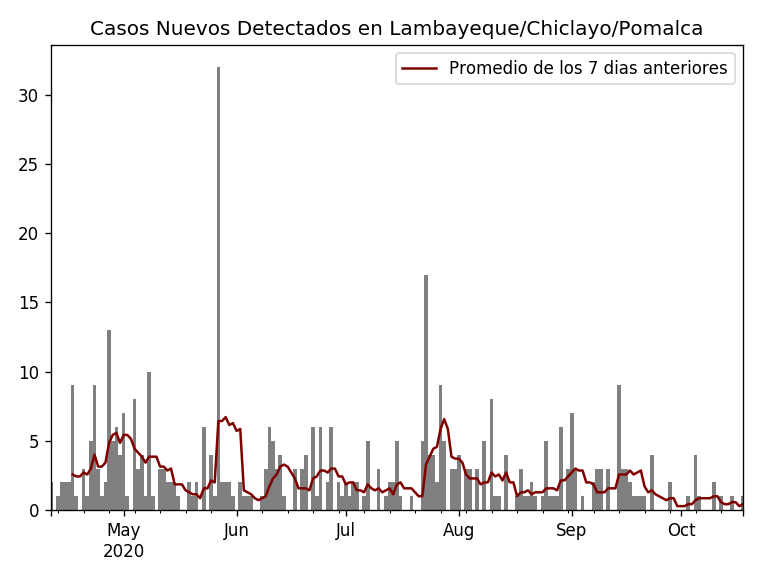 Casos Nuevos Detectados en Lambayeque/Chiclayo/Pomalca
Promedio de los 7 dias anteriores
30
25
20
15
10
5
0
May Jun Jul Aug Sep Oct
2020